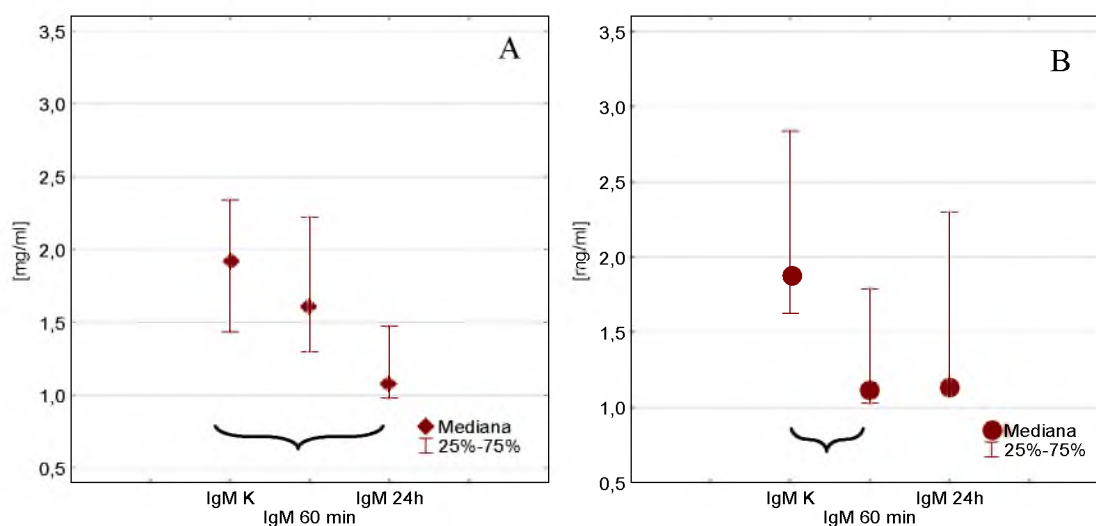 A
3,5
3,0
2,5
2,0
1,5
1,0
0,5
[mg/ml]
Mediana
25%-75%
IgM K
IgM 24h
IgM 60 min
B
3,5
3,0
2,5
2,0
1,5
1,0
0,5
[mg/ml]
Mediana
25%-75%
IgM K
IgM 24h
IgM 60 min